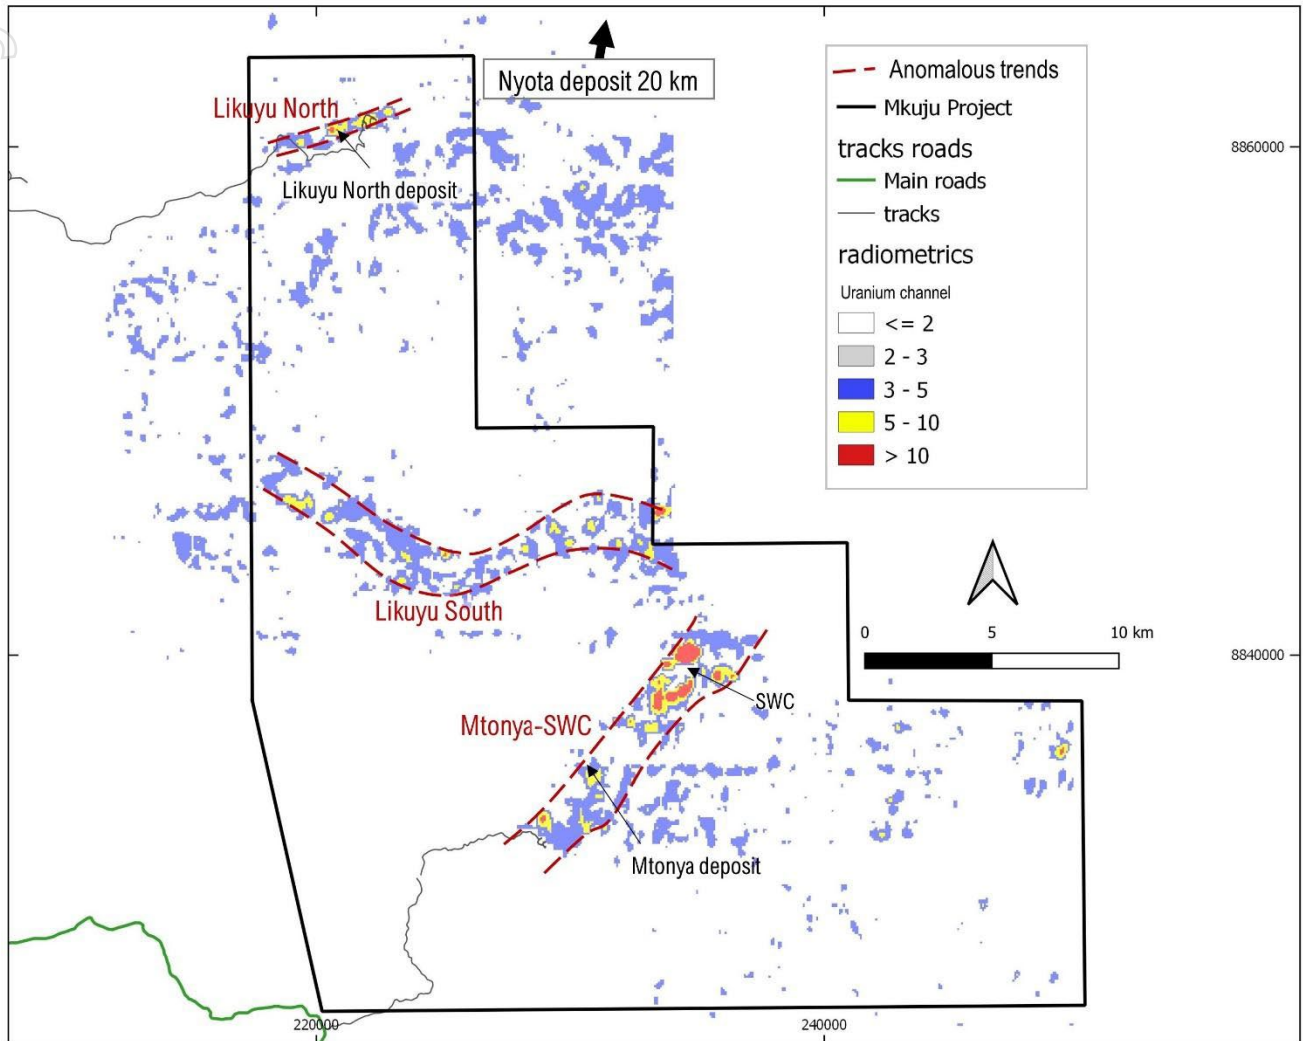 Nyota deposit 20 km
Anomalous trends
Mkuju Project
tracks roads
Main roads
tracks
radiometrics
Uranium channel
<= 2
2 - 3
3 - 5
5 - 10
> 10
Likuyu North
Likuyu North deposit
8860000
Likuyu South
0 5 10 km
8840000
SWC
Mtonya-SWC
Mtonya deposit
220000
240000